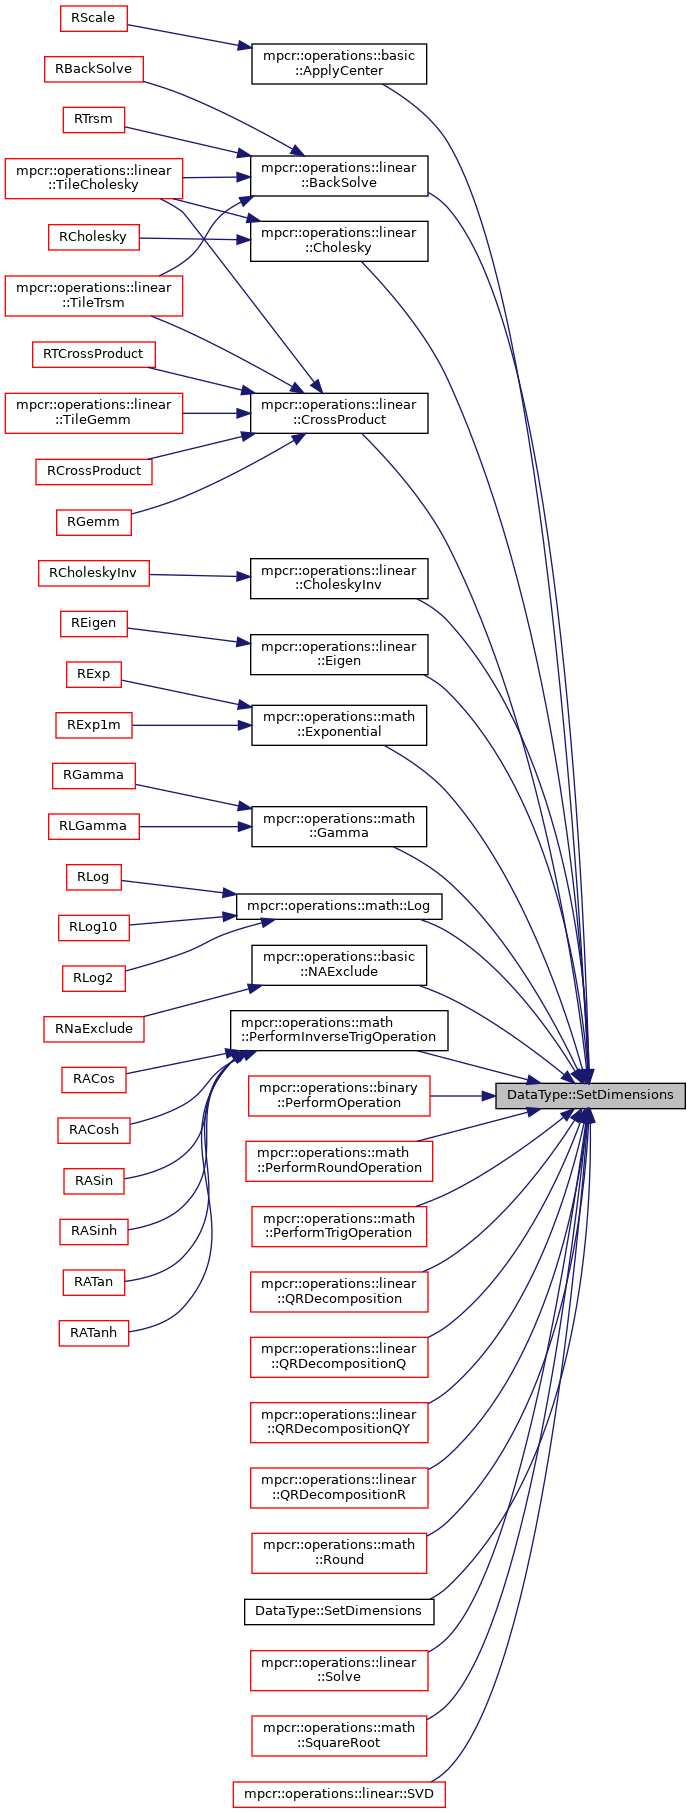 RScale
mpcr::operations::basic
::ApplyCenter
RBackSolve
RTrsm
mpcr::operations::linear
::BackSolve
mpcr::operations::linear
::TileCholesky
RCholesky
mpcr::operations::linear
::Cholesky
mpcr::operations::linear
::TileTrsm
RTCrossProduct
mpcr::operations::linear
::TileGemm
mpcr::operations::linear
::CrossProduct
RCrossProduct
RGemm
RCholeskyInv
mpcr::operations::linear
::CholeskyInv
REigen
mpcr::operations::linear
::Eigen
RExp
RExp1m
mpcr::operations::math
::Exponential
RGamma
RLGamma
mpcr::operations::math
::Gamma
RLog
mpcr::operations::math::Log
RLog10
RLog2
mpcr::operations::basic
::NAExclude
RNaExclude
mpcr::operations::math
::PerformInverseTrigOperation
RACos
RACosh
RASin
RASinh
RATan
RATanh
mpcr::operations::binary
::PerformOperation
DataType::SetDimensions
mpcr::operations::math
::PerformRoundOperation
mpcr::operations::math
::PerformTrigOperation
mpcr::operations::linear
::QRDecomposition
mpcr::operations::linear
::QRDecompositionQ
mpcr::operations::linear
::QRDecompositionQY
mpcr::operations::linear
::QRDecompositionR
mpcr::operations::math
::Round
DataType::SetDimensions
mpcr::operations::linear
::Solve
mpcr::operations::math
::SquareRoot
mpcr::operations::linear::SVD